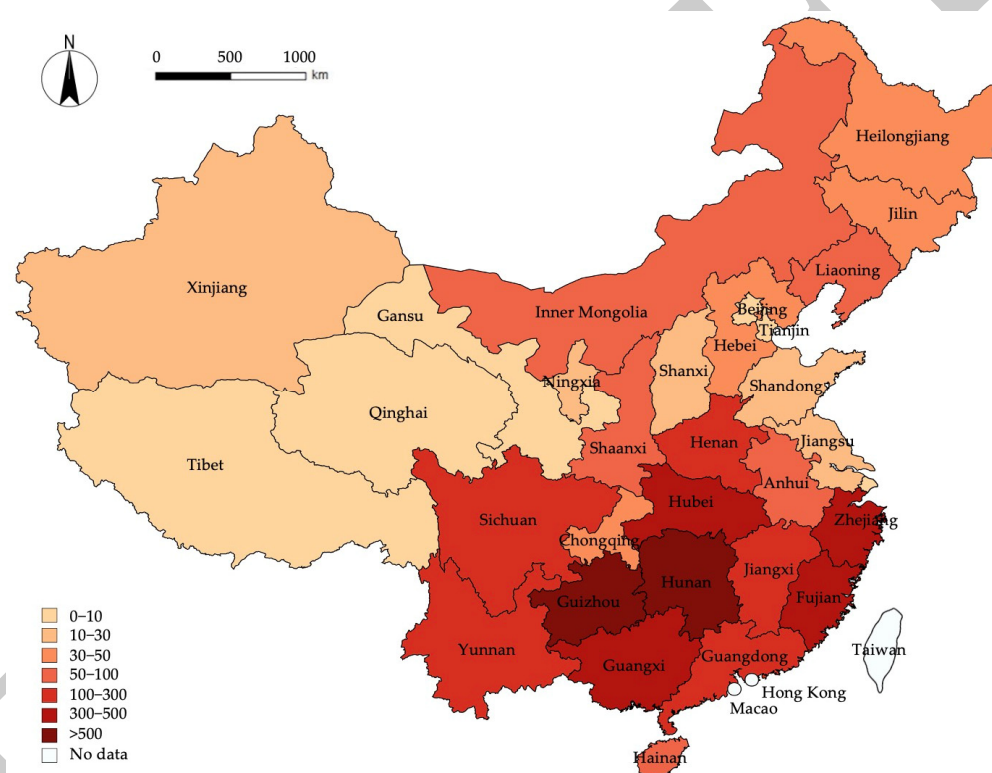 N
0 500 1000
km
Heilongjiang
Jilin
Liaoning
Xinjiang
Gansu
Inner Mongolia
Beijing
Tianjin
Hebei
Shanxi
Ningxia
Shandong
Qinghai
Jiangsu
Shaanxi
Henan
Tibet
Anhui
Hubei
Sichuan
Zhejiang
Chongqing
Jiangxi
Hunan
Guizhou
Fujian
Yunnan
Guangxi
Guangdong
Taiwan
Hong Kong
Macao
Hainan
0–10
10–30
30–50
50–100
100–300
300–500
>500
No data